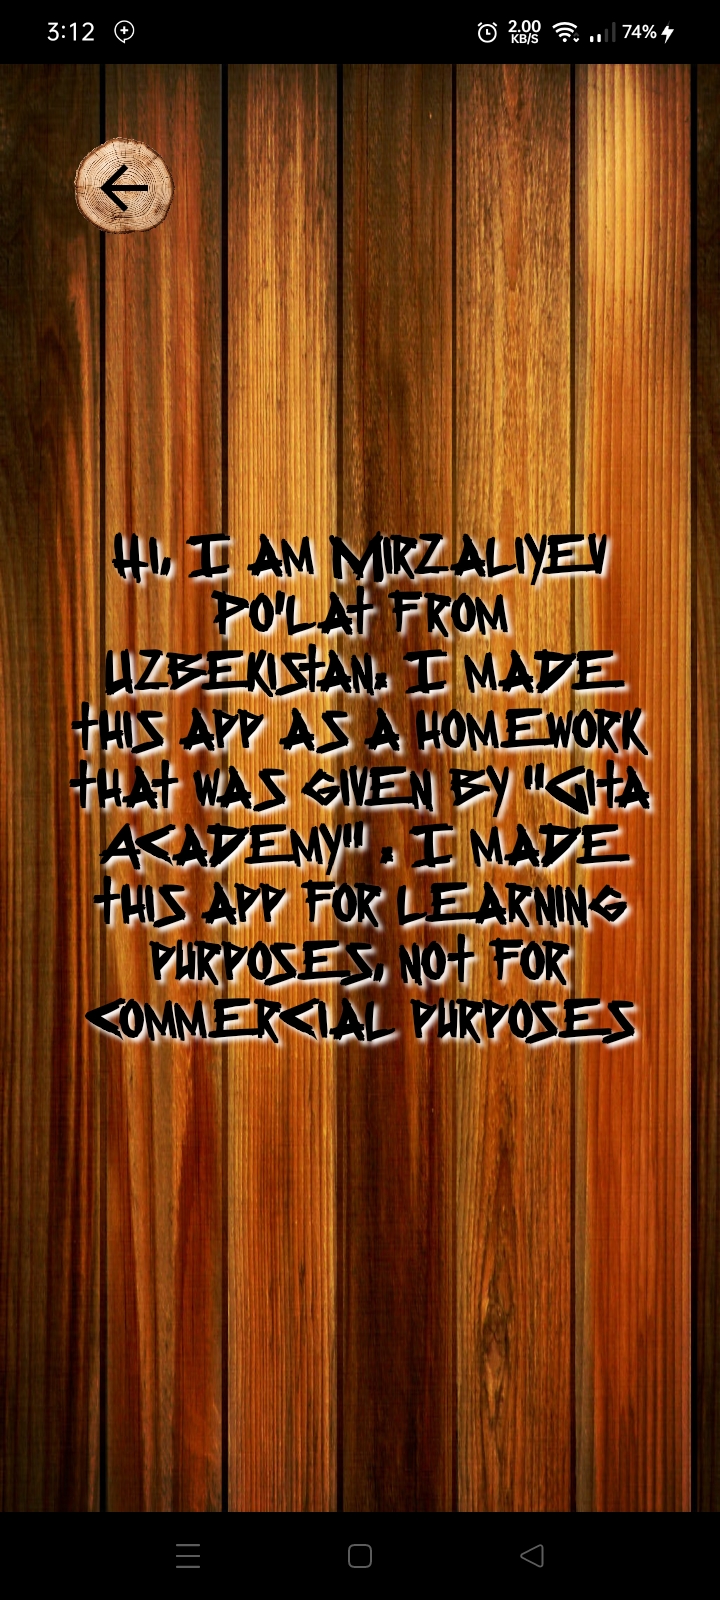 3:12
2.00
KB/S
74%
Hi, I am Mirzaliyev
Po'lat from
Uzbekistan. I made
this app as a homework
that was given by "Gita
Academy" . I made
this app for learning
purposes, not for
commercial purposes